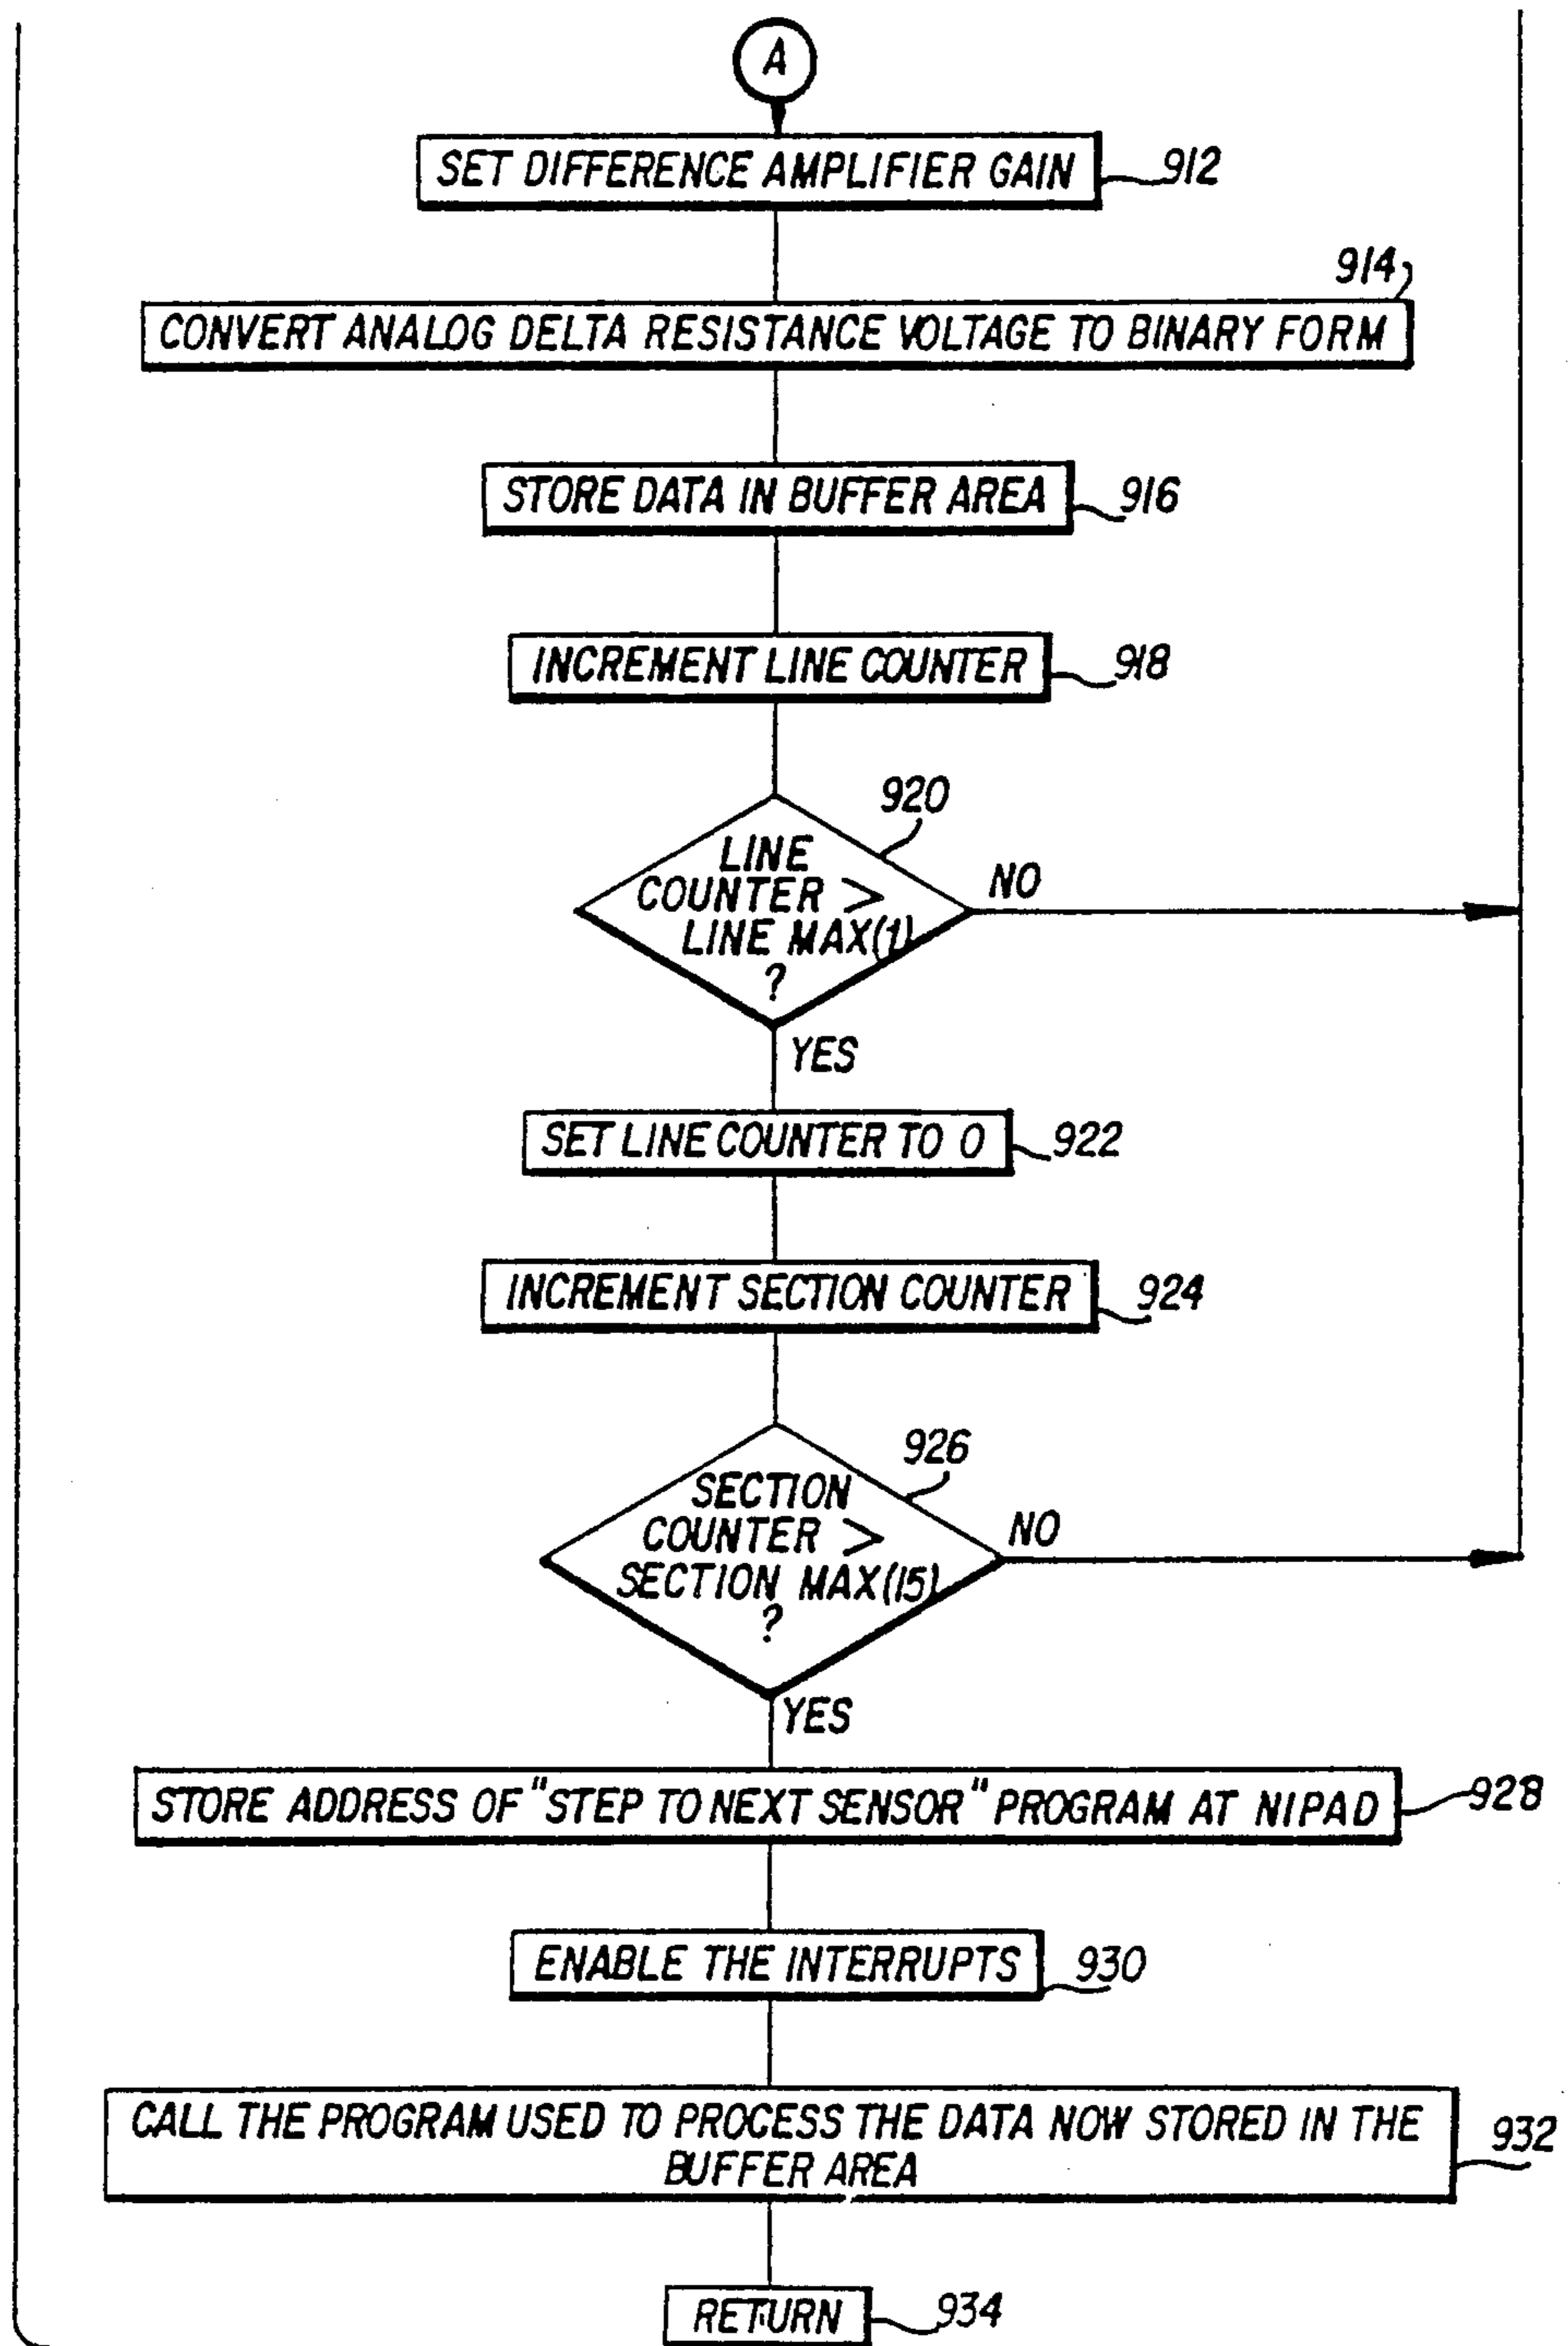 A
SET DIFFERENCE AMPLIFIER GAIN
912
914
CONVERT ANALOG DELTA RESISTANCE VOLTAGE TO BINARY FORM
STORE DATA IN BUFFER AREA
916
INCREMENT LINE COUNTER
918
920
LINE
COUNTER >
LINE MAX(1)
?
NO
YES
SET LINE COUNTER TO 0
922
INCREMENT SECTION COUNTER
924
926
SECTION
COUNTER >
SECTION MAX(15)
?
NO
YES
STORE ADDRESS OF "STEP TO NEXT SENSOR" PROGRAM AT NIPAD
928
ENABLE THE INTERRUPTS
930
CALL THE PROGRAM USED TO PROCESS THE DATA NOW STORED IN THE
BUFFER AREA
932
RETURN
934